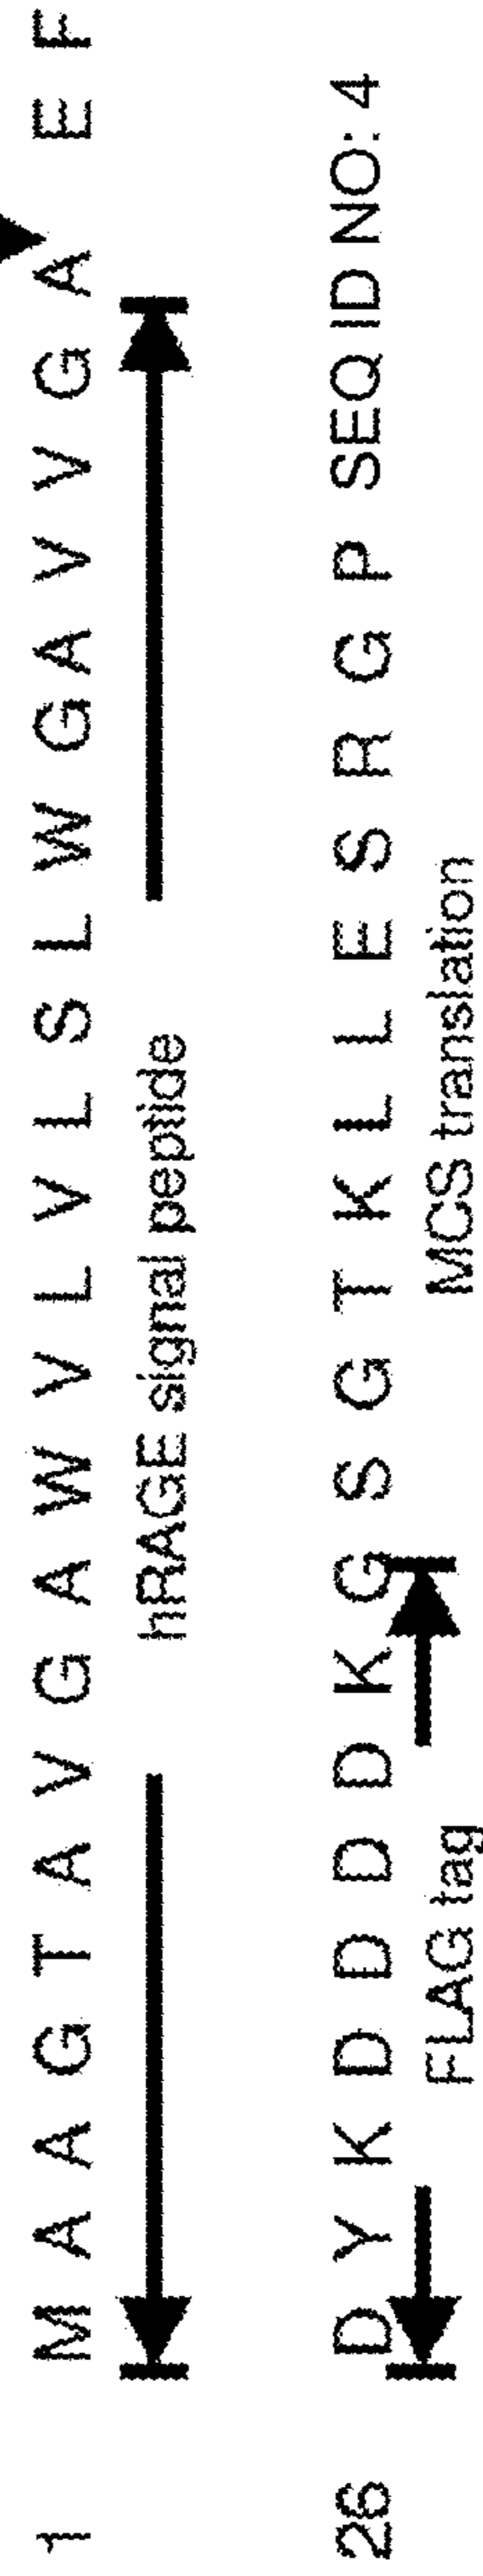 1 M A A G T A V G A W V L V L S L W G A V V G A E F
hRAGE signal peptide
26 D Y K D D D D K G S G T K L L E S R G P SEQ ID NO: 4
FLAG tag MCS translation